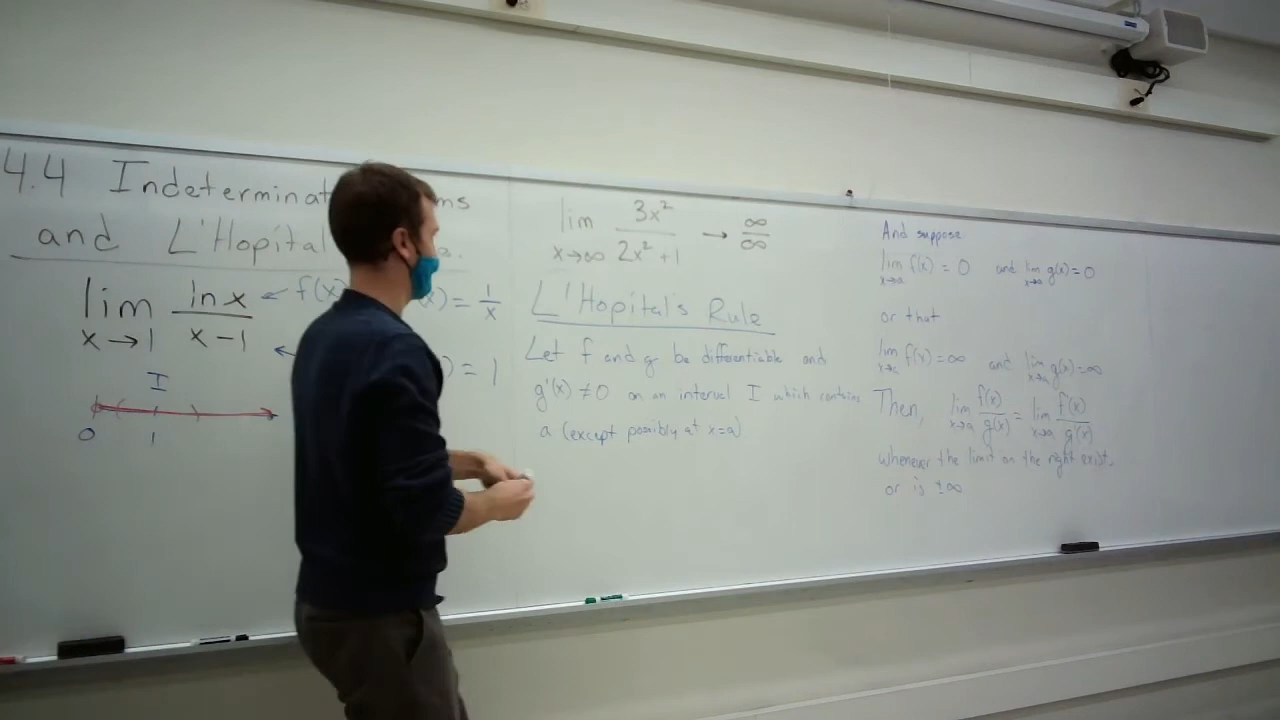 4.4 Indeterminat ms
and L'Hopital
lim x→1 ln x / x-1 ← f(x) (x) = 1/x
←
) = 1
I
0 1
lim x→∞ 3x² / 2x²+1 → ∞/∞
L'Hopital's Rule
Let f and g be differentiable and
g'(x) ≠ 0 on an interval I which contains
a (except possibly at x=a)
And suppose
lim x→a f(x) = 0 and lim x→a g(x) = 0
or that
lim x→a f(x) = ∞ and lim x→a g(x) = ∞
Then, lim x→a f(x)/g(x) = lim x→a f'(x)/g'(x)
whenever the limit on the right exist,
or is ±∞